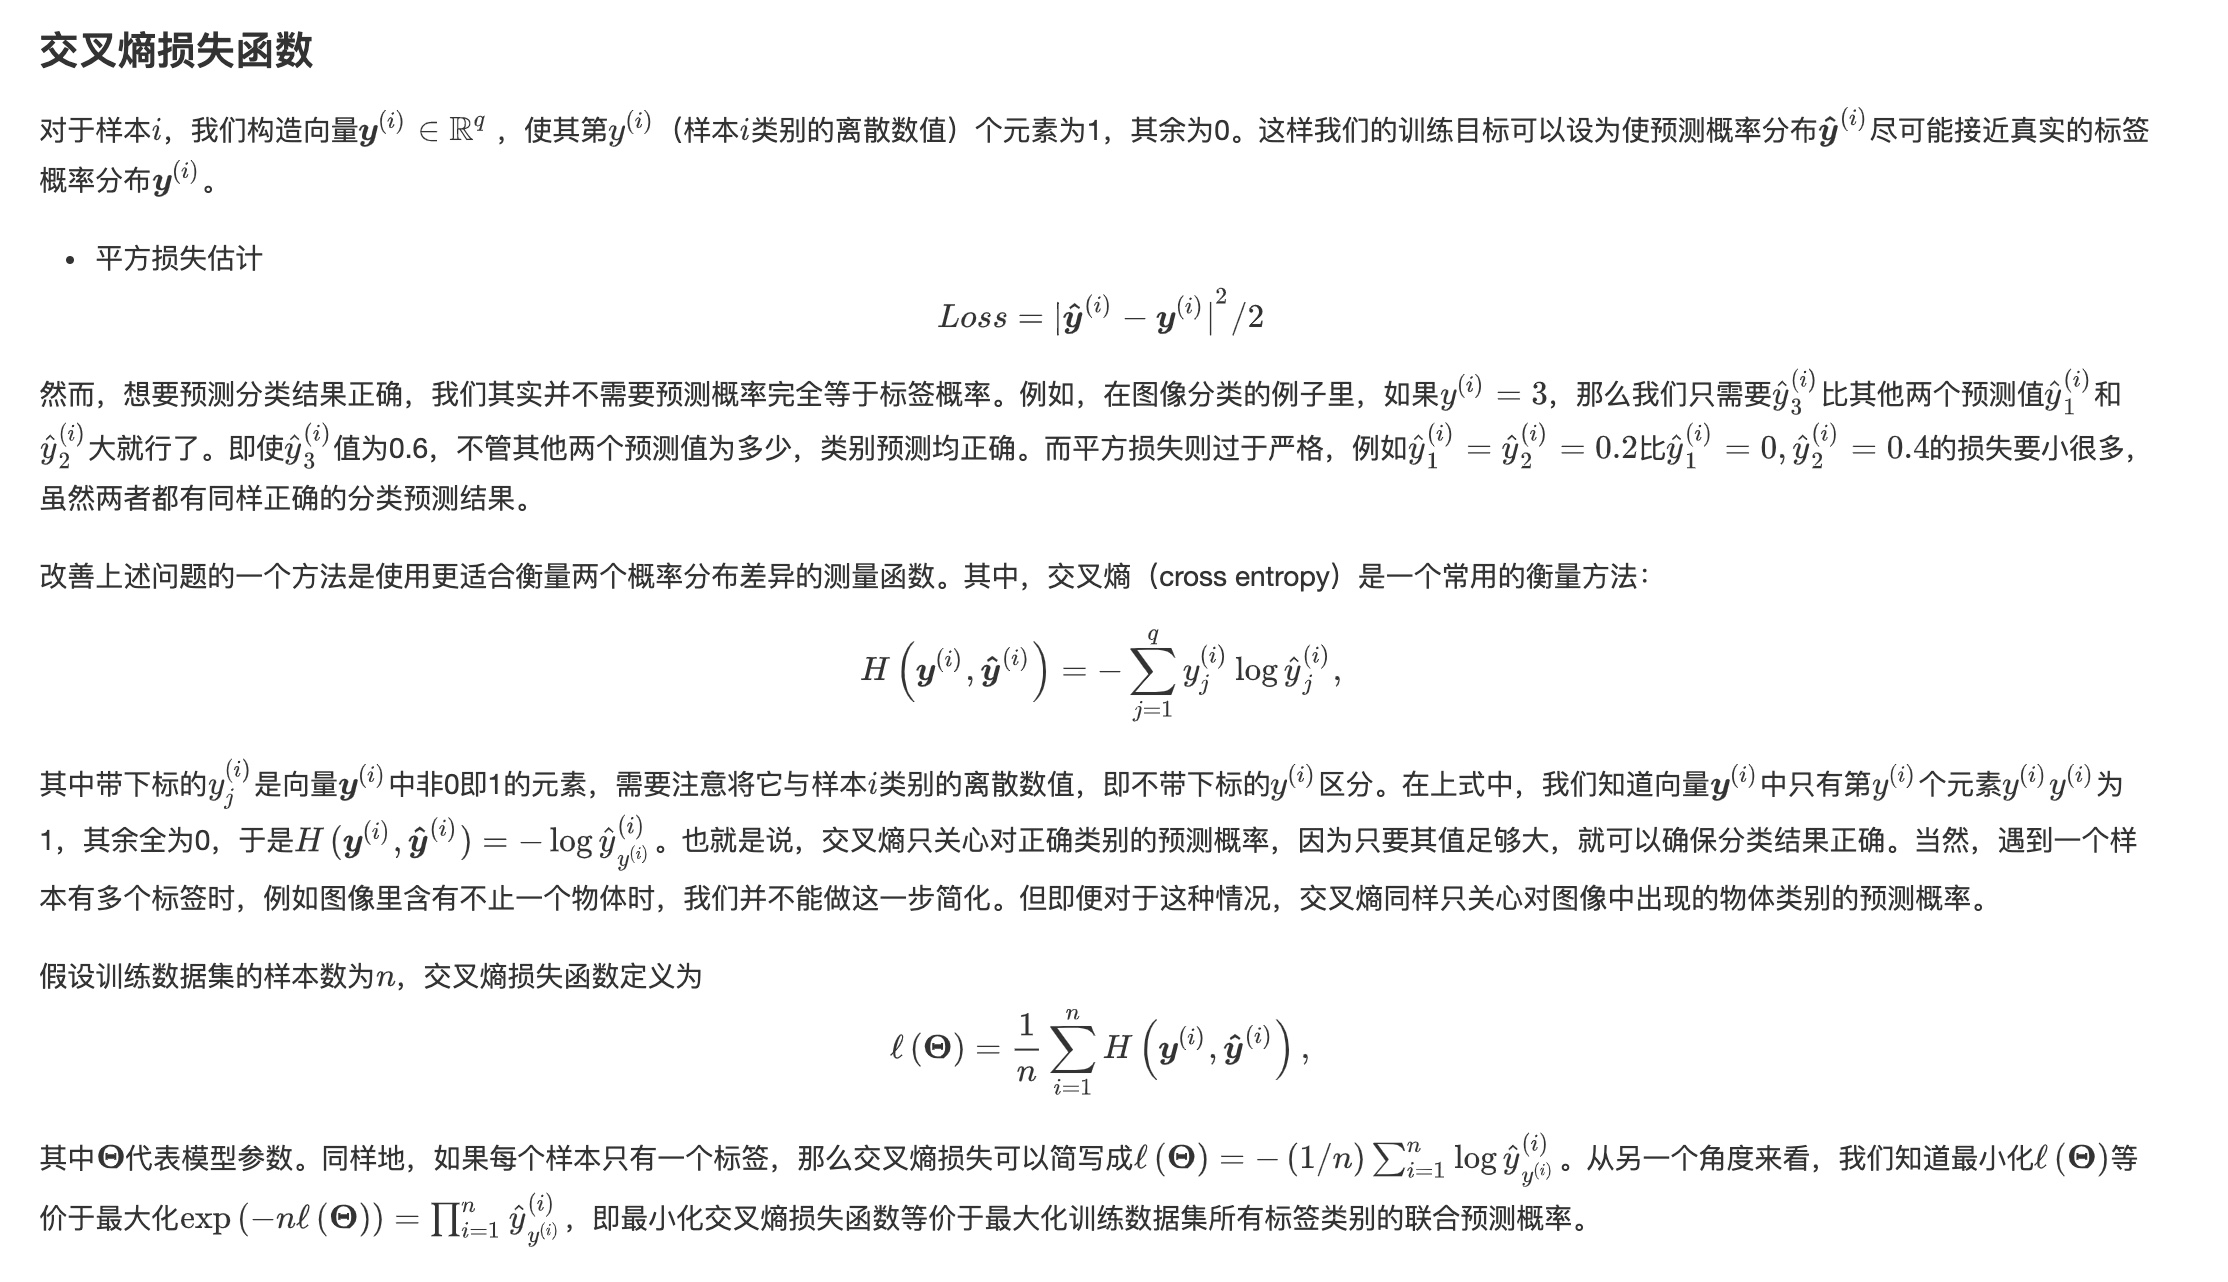 交叉熵损失函数
对于样本$i$，我们构造向量$\boldsymbol{y}^{(i)} \in \mathbb{R}^{q}$ ，使其第$y^{(i)}$（样本$i$类别的离散数值）个元素为1，其余为0。这样我们的训练目标可以设为使预测概率分布$\boldsymbol{\hat{y}}^{(i)}$尽可能接近真实的标签
概率分布$\boldsymbol{y}^{(i)}$。
• 平方损失估计
$Loss = |\boldsymbol{\hat{y}}^{(i)} - \boldsymbol{y}^{(i)}|^2/2$
然而，想要预测分类结果正确，我们其实并不需要预测概率完全等于标签概率。例如，在图像分类的例子里，如果$y^{(i)} = 3$，那么我们只需要$\hat{y}_3^{(i)}$比其他两个预测值$\hat{y}_1^{(i)}$和
$\hat{y}_2^{(i)}$大就行了。即使$\hat{y}_3^{(i)}$值为0.6，不管其他两个预测值为多少，类别预测均正确。而平方损失则过于严格，例如$\hat{y}_1^{(i)} = \hat{y}_2^{(i)} = 0.2$比$\hat{y}_1^{(i)} = 0, \hat{y}_2^{(i)} = 0.4$的损失要小很多，
虽然两者都有同样正确的分类预测结果。
改善上述问题的一个方法是使用更适合衡量两个概率分布差异的测量函数。其中，交叉熵（cross entropy）是一个常用的衡量方法：
$H\left(\boldsymbol{y}^{(i)}, \boldsymbol{\hat{y}}^{(i)}\right) = -\sum_{j=1}^{q} y_j^{(i)} \log \hat{y}_j^{(i)},$
其中带下标的$y_j^{(i)}$是向量$\boldsymbol{y}^{(i)}$中非0即1的元素，需要注意将它与样本$i$类别的离散数值，即不带下标的$y^{(i)}$区分。在上式中，我们知道向量$\boldsymbol{y}^{(i)}$中只有第$y^{(i)}$个元素$y^{(i)}y^{(i)}$为
1，其余全为0，于是$H(\boldsymbol{y}^{(i)}, \boldsymbol{\hat{y}}^{(i)}) = -\log \hat{y}_{y^{(i)}}^{(i)}$。也就是说，交叉熵只关心对正确类别的预测概率，因为只要其值足够大，就可以确保分类结果正确。当然，遇到一个样
本有多个标签时，例如图像里含有不止一个物体时，我们并不能做这一步简化。但即便对于这种情况，交叉熵同样只关心对图像中出现的物体类别的预测概率。
假设训练数据集的样本数为$n$，交叉熵损失函数定义为
$\ell(\boldsymbol{\Theta}) = \frac{1}{n} \sum_{i=1}^{n} H\left(\boldsymbol{y}^{(i)}, \boldsymbol{\hat{y}}^{(i)}\right),$
其中$\boldsymbol{\Theta}$代表模型参数。同样地，如果每个样本只有一个标签，那么交叉熵损失可以简写成$\ell(\boldsymbol{\Theta}) = -(1/n) \sum_{i=1}^{n} \log \hat{y}_{y^{(i)}}^{(i)}$。从另一个角度来看，我们知道最小化$\ell(\boldsymbol{\Theta})$等
价于最大化$\exp(-n\ell(\boldsymbol{\Theta})) = \prod_{i=1}^{n} \hat{y}_{y^{(i)}}^{(i)}$，即最小化交叉熵损失函数等价于最大化训练数据集所有标签类别的联合预测概率。